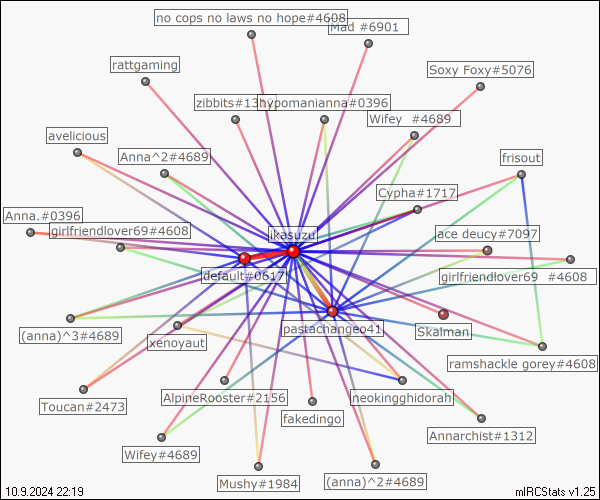 no cops no laws no hope#4608
Mad #6901
rattgaming
Soxy Foxy#5076
hypomanianna#0396
Wifey  #4689
avelicious
Anna^2#4689
frisout
Cypha#1717
Anna.#0396
girlfriendlover69#4608
ikasuzu
ace deucy#7097
default#0617
girlfriendlover69  #4608
(anna)^3#4689
xenoyaut
pastachangeo41
Skalman
ramshackle gorey#4608
Toucan#2473
AlpineRooster#2156
fakedingo
neokingghidorah
Annarchist#1312
Wifey#4689
Mushy#1984
(anna)^2#4689
10.9.2024 22:19
mIRCStats v1.25